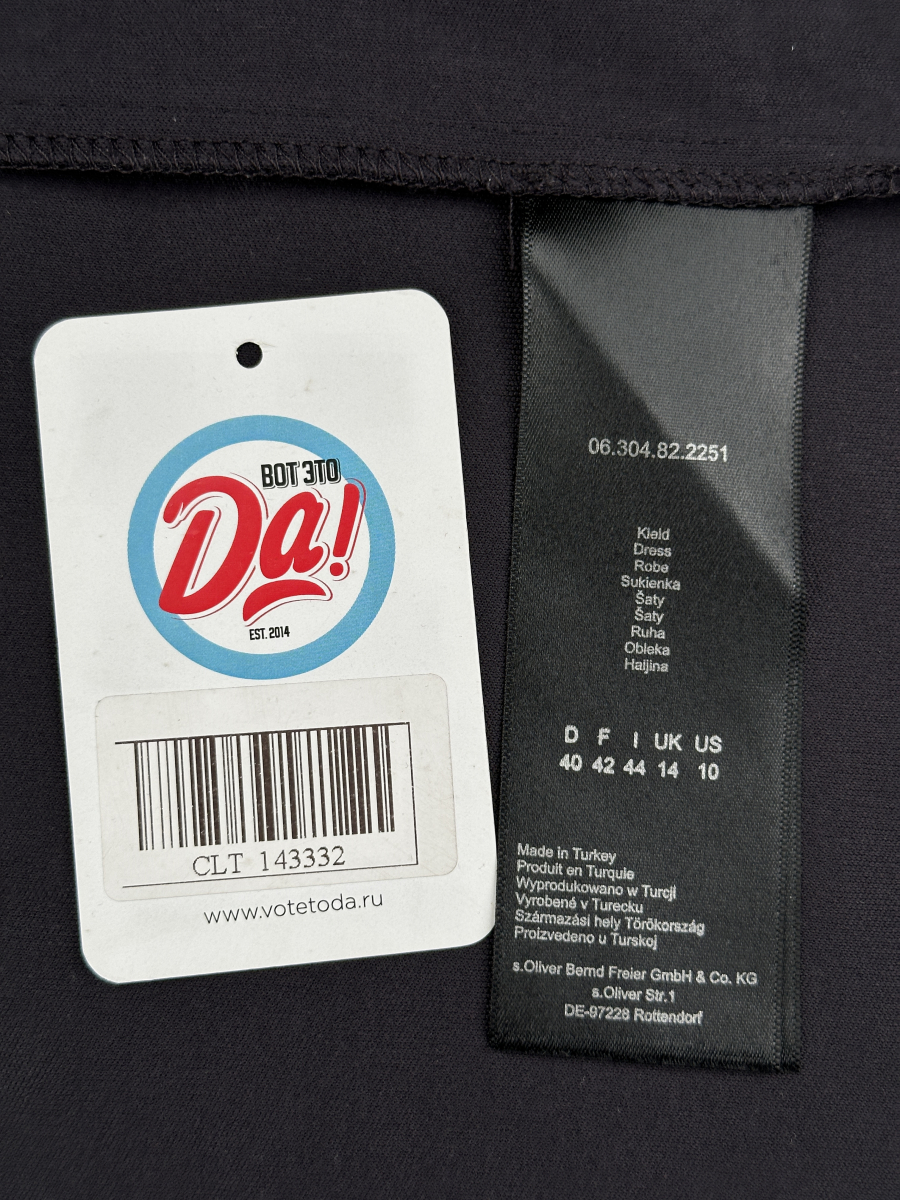 ВОТ ЭТО
Да!
EST. 2014
CLT 143332
www.votetoda.ru
06.304.82.2251
Kleid
Dress
Robe
Sukienka
Šaty
Šaty
Ruha
Obleka
Haljina
D F I UK US
40 42 44 14 10
Made in Turkey
Produit en Turquie
Wyprodukowano w Turcji
Vyrobené v Turecku
Származási hely Törökország
Proizvedeno u Turskoj
s.Oliver Bernd Freier GmbH & Co. KG
s.Oliver Str.1
DE-97228 Rottendorf